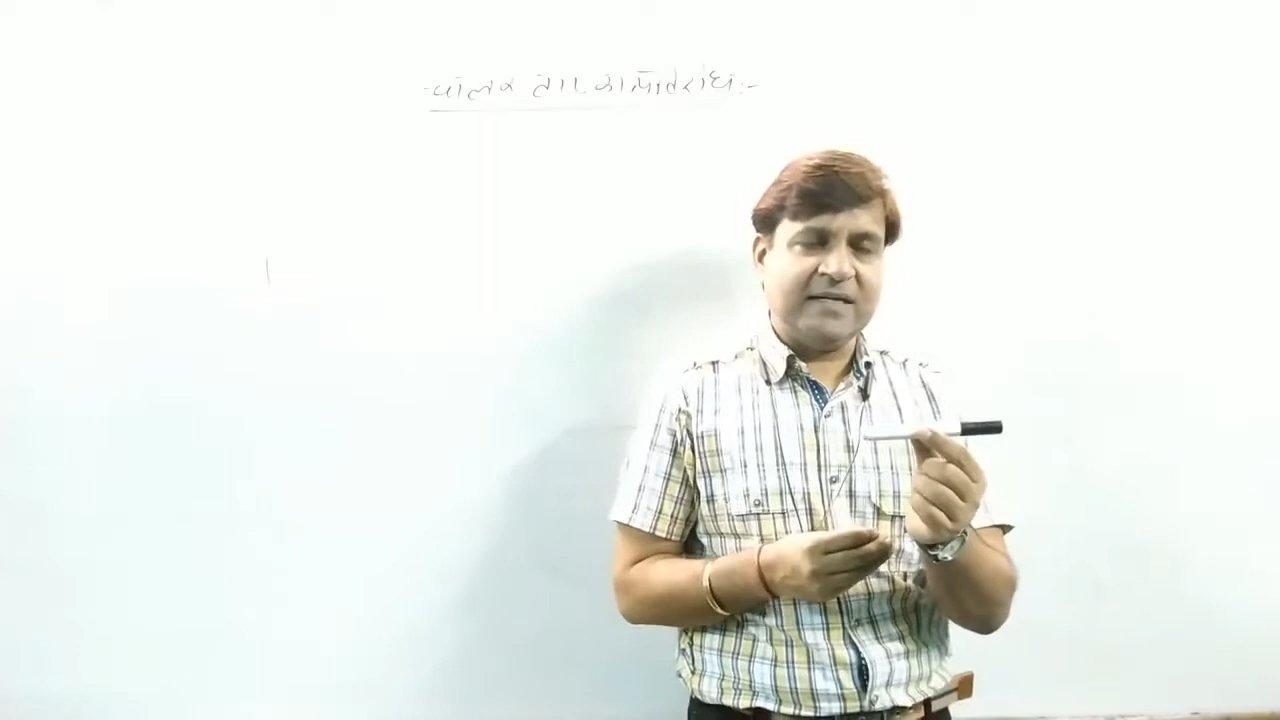 चालक तार का प्रतिरोध :-